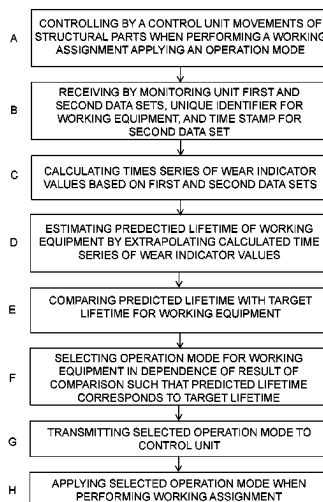 A
CONTROLLING BY A CONTROL UNIT MOVEMENTS OF
STRUCTURAL PARTS WHEN PERFORMING A WORKING
ASSIGNMENT APPLYING AN OPERATION MODE
B
RECEIVING BY MONITORING UNIT FIRST AND
SECOND DATA SETS, UNIQUE IDENTIFIER FOR
WORKING EQUIPMENT, AND TIME STAMP FOR
SECOND DATA SET
C
CALCULATING TIMES SERIES OF WEAR INDICATOR
VALUES BASED ON FIRST AND SECOND DATA SETS
D
ESTIMATING PREDECTIED LIFETIME OF WORKING
EQUIPMENT BY EXTRAPOLATING CALCULATED TIME
SERIES OF WEAR INDICATOR VALUES
E
COMPARING PREDICTED LIFETIME WITH TARGET
LIFETIME FOR WORKING EQUIPMENT
F
SELECTING OPERATION MODE FOR WORKING
EQUIPMENT IN DEPENDENCE OF RESULT OF
COMPARISON SUCH THAT PREDICTED LIFETIME
CORRESPONDS TO TARGET LIFETIME
G
TRANSMITTING SELECTED OPERATION MODE TO
CONTROL UNIT
H
APPLYING SELECTED OPERATION MODE WHEN
PERFORMING WORKING ASSIGNMENT